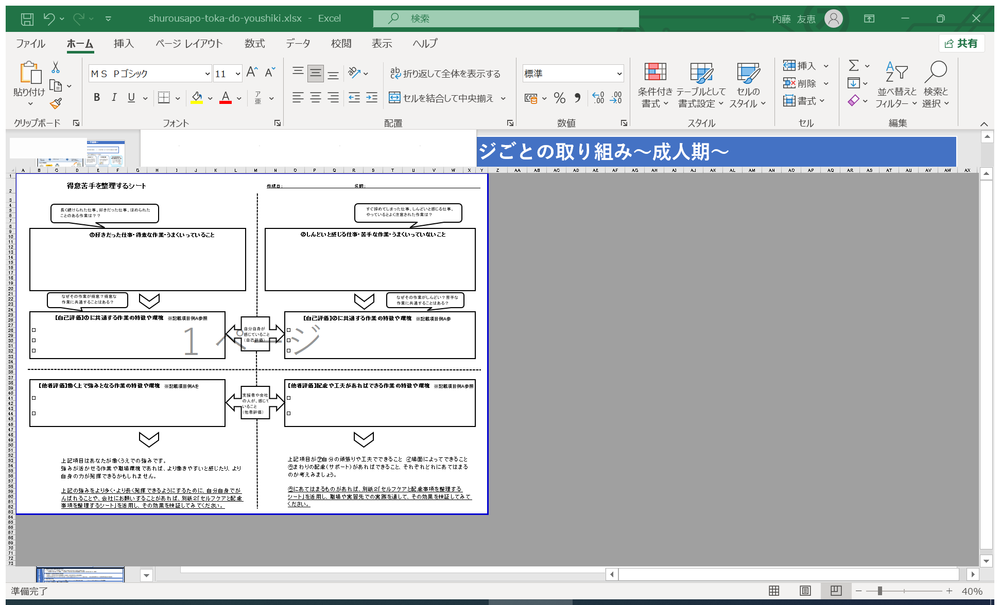 shurousapo-toka-do-youshiki.xlsx - Excel
検索
内藤 友恵
ファイル
ホーム
挿入
ページ レイアウト
数式
データ
校閲
表示
ヘルプ
共有
貼り付け
クリップボード
ＭＳ Ｐゴシック
11
B I U
ア
亜
フォント
折り返して全体を表示する
セルを結合して中央揃え
配置
標準
数値
条件付き
書式
テーブルとして
書式設定
セルの
スタイル
スタイル
挿入
削除
書式
セル
並べ替えと
フィルター
検索と
選択
編集
ジごとの取り組み～成人期～
A B C D E F G H I J K L M N O P Q R S T U V W X Y Z AA AB AC AD AE AF AG AH AI AJ AK AL AM AN AO AP AQ AR AS AT AU AV AW AX
得意苦手を整理するシート
作成日：
名前：
長く続けられた仕事、好きだった仕事、ほめられた
ことのある作業は？？
すぐ辞めてしまった仕事、しんどいと感じる仕事、
やっているとよく注意された作業は？
①好きだった仕事・得意な作業・うまくいっていること
②しんどいと感じる仕事・苦手な作業・うまくいっていないこと
なぜその作業が得意？得意な
作業に共通することはある？
なぜその作業がしんどい？苦手な
作業に共通することはある？
【自己評価】①に共通する作業の特徴や環境 ※記載項目例A参照
【自己評価】②に共通する作業の特徴や環境 ※記載項目例A参
自分自身が
感じていること
（自己評価）
1 ページ
【他者評価】働く上で強みとなる作業の特徴や環境 ※記載項目例Aを
【他者評価】配慮や工夫があればできる作業の特徴や環境 ※記載項目例A参照
支援者や会社
の人が、感じて
いること
（他者評価）
上記項目はあなたが働くうえでの強みです。
強みが活かせる作業や職場環境であれば、より働きやすいと感じたり、より
自身の力が発揮できるかもしれません。
上記の強みをより多く・より長く発揮できるようにするために、自分自身でが
んばれることや、会社にお願いすることがあれば、別紙２「セルフケアと配慮
事項を整理するシート」を活用し、その効果を検証してみてください。
上記項目が㋐自分の頑張りや工夫でできること ㋑場面によってできること
㋒まわりの配慮（サポート）があればできること、それぞれどれにあてはまる
のか考えみましょう。
㋒にあてはまるものがあれば、別紙２「セルフケアと配慮事項を整理する
シート」を活用し、職場や実習先での実践を通して、その効果を検証してみて
ください。
準備完了
40%